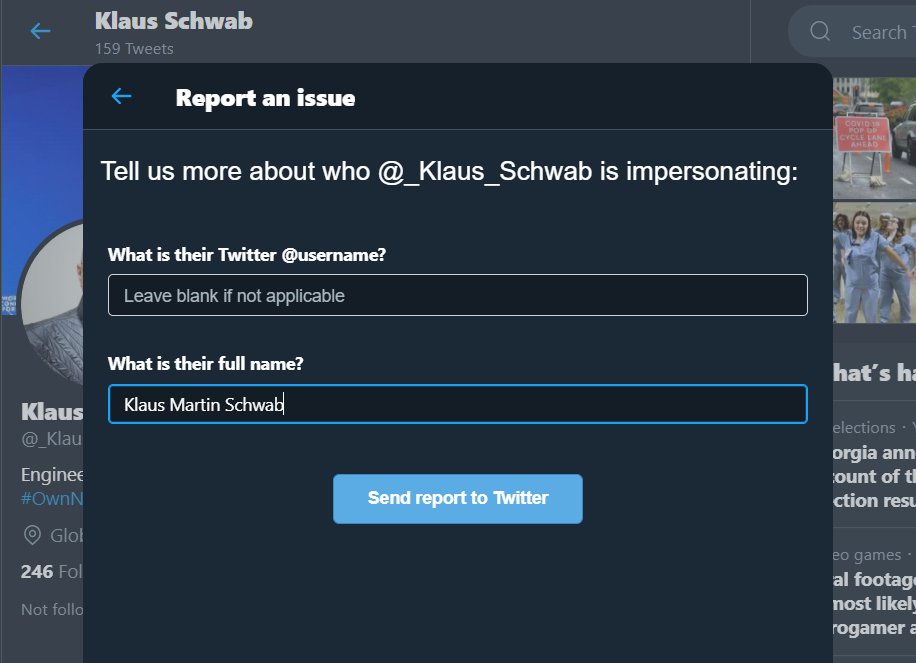 Klaus Schwab
159 Tweets
Search
Report an issue
Tell us more about who @_Klaus_Schwab is impersonating:
What is their Twitter @username?
Leave blank if not applicable
What is their full name?
Klaus Martin Schwab
Send report to Twitter
Klaus
@_Klau
Enginee
#OwnN
Glob
246 Fol
Not follo
COVID 19
POP UP
CYCLE LANE
AHEAD
hat's ha
elections ·
orgia ann
count of th
ction resu
eo games ·
al footage
most likely
rogamer a